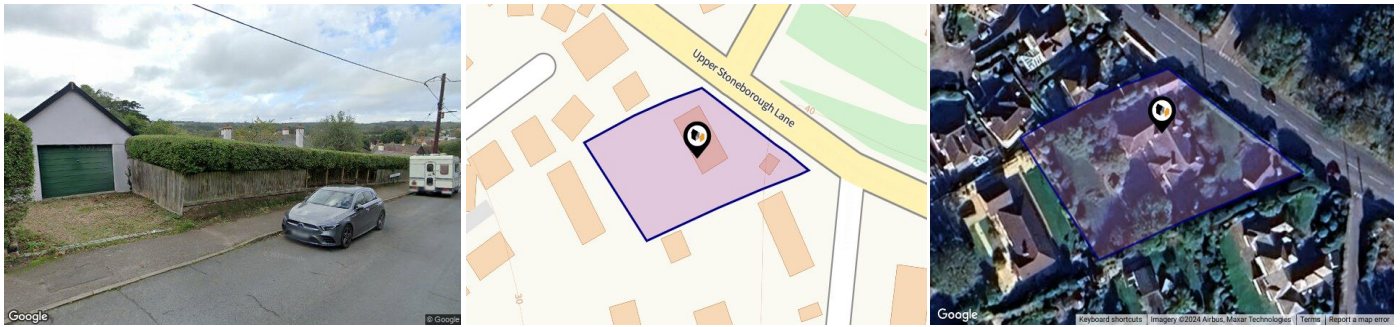 Upper Stoneborough Lane
40
30
Google
© Google
Google
Keyboard shortcuts
Imagery ©2024 Airbus, Maxar Technologies
Terms
Report a map error